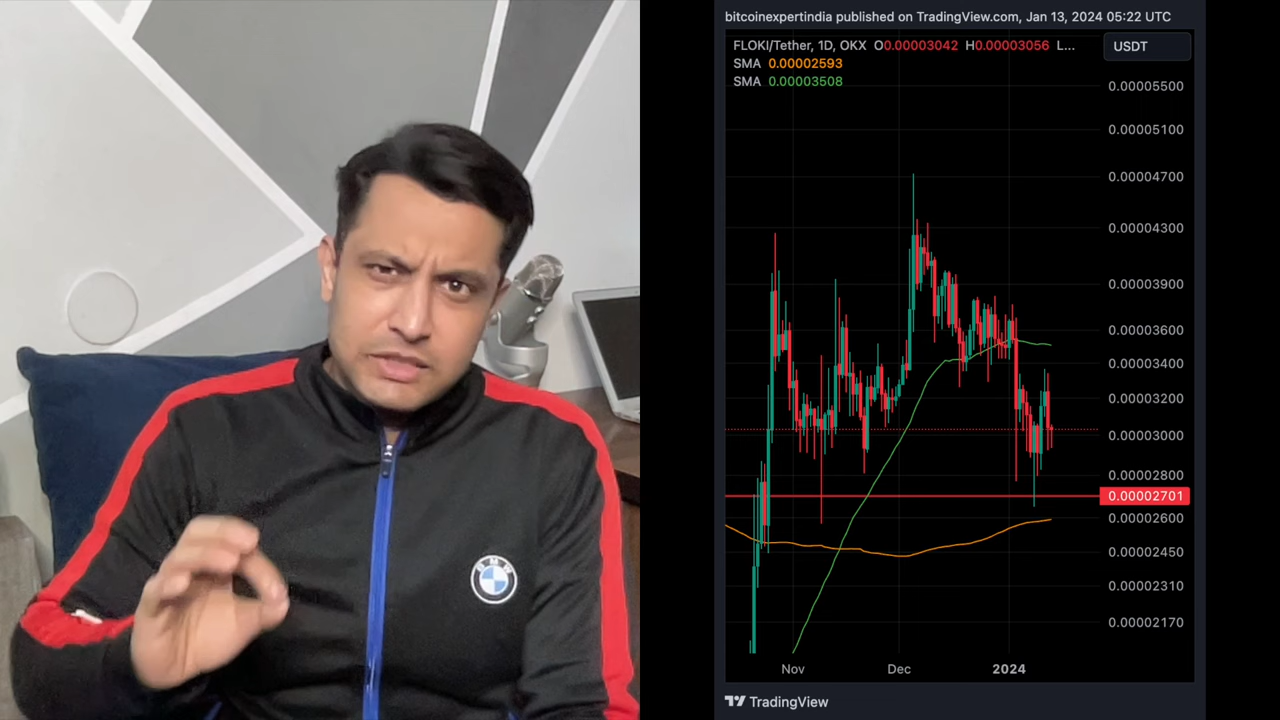 bitcoinexpertindia published on TradingView.com, Jan 13, 2024 05:22 UTC
FLOKI/Tether, 1D, OKX O0.00003042 H0.00003056 L...
USDT
SMA 0.00002593
SMA 0.00003508
0.00005500
0.00005100
0.00004700
0.00004300
0.00003900
0.00003600
0.00003400
0.00003200
0.00003000
0.00002800
0.00002701
0.00002600
0.00002450
0.00002310
0.00002170
Nov Dec 2024
TradingView
BMW